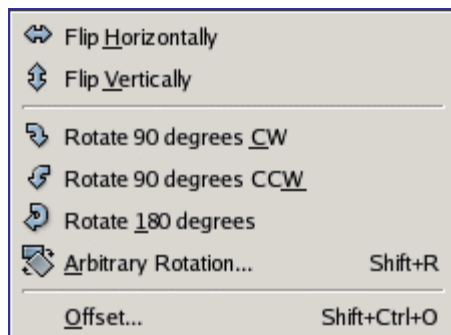 Flip Horizontally
Flip Vertically
Rotate 90 degrees CW
Rotate 90 degrees CCW
Rotate 180 degrees
Arbitrary Rotation... Shift+R
Offset... Shift+Ctrl+O